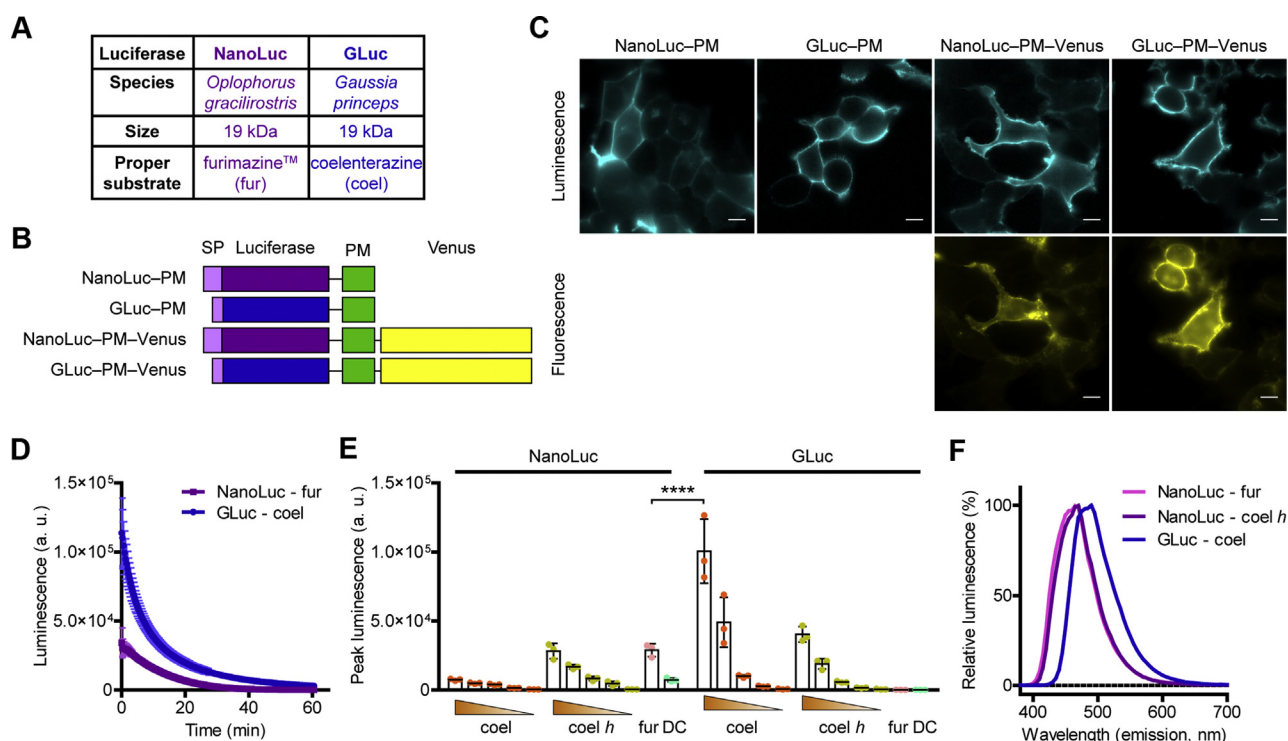 A
Luciferase NanoLuc GLuc
Species Oplophorus gracilirostris Gaussia princeps
Size 19 kDa 19 kDa
Proper substrate furimazine™ (fur) coelenterazine (coel)
B
SP Luciferase PM Venus
NanoLuc–PM
GLuc–PM
NanoLuc–PM–Venus
GLuc–PM–Venus
C
NanoLuc–PM GLuc–PM NanoLuc–PM–Venus GLuc–PM–Venus
Luminescence
Fluorescence
D
Luminescence (a. u.)
1.5×10⁵
1.0×10⁵
5.0×10⁴
0
0 20 40 60
Time (min)
NanoLuc - fur
GLuc - coel
E
NanoLuc GLuc
Peak luminescence (a. u.)
1.5×10⁵
1.0×10⁵
5.0×10⁴
0
****
coel coel h fur DC coel coel h fur DC
F
NanoLuc - fur
NanoLuc - coel h
GLuc - coel
Relative luminescence (%)
100
50
0
400 500 600 700
Wavelength (emission, nm)